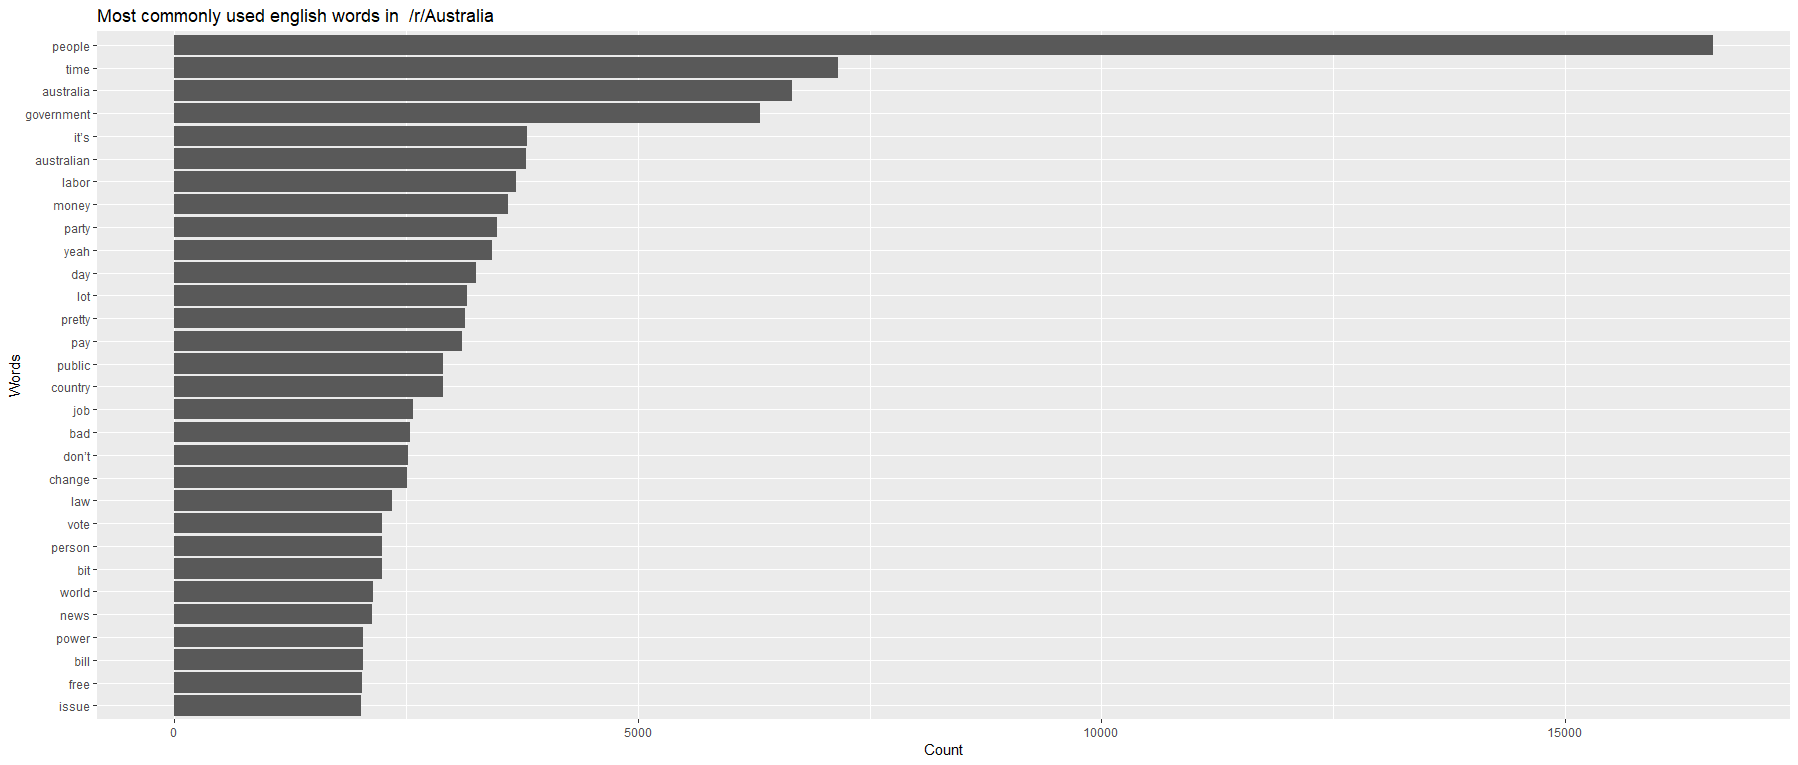 Most commonly used english words in  /r/Australia
people
time
australia
government
it's
australian
labor
money
party
yeah
day
lot
pretty
pay
public
country
job
bad
don't
change
law
vote
person
bit
world
news
power
bill
free
issue
Words
0 5000 10000 15000
Count